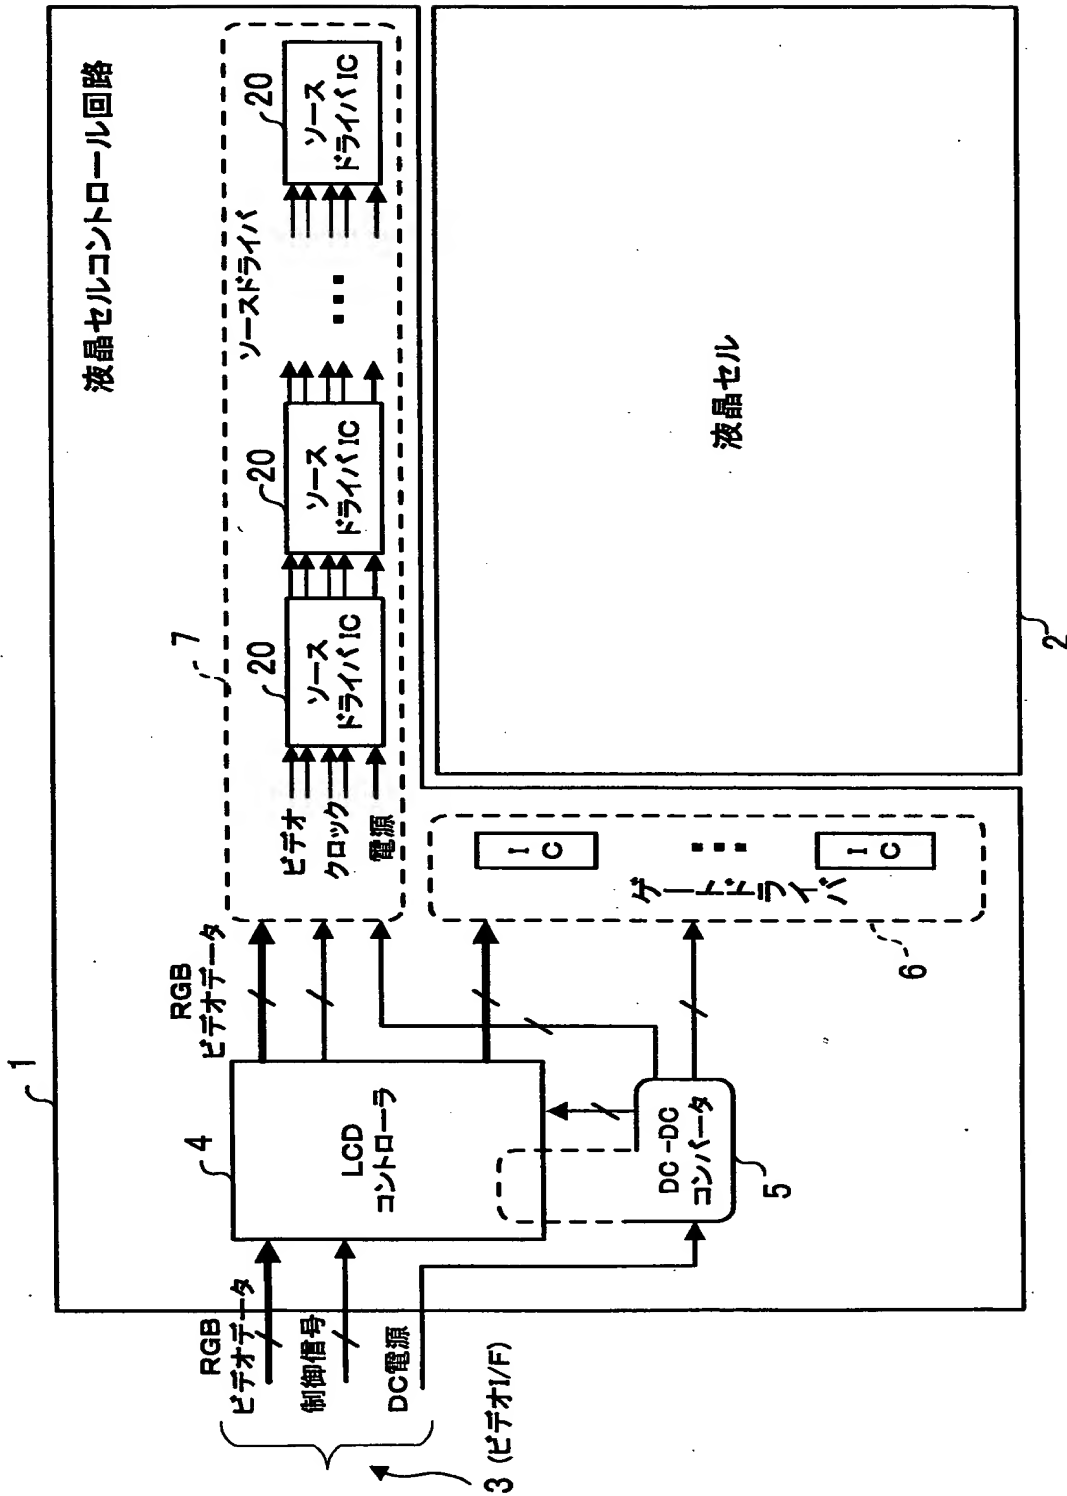 液晶セルコントロール回路
1
4
LCD
コントローラ
RGB
ビデオデータ
制御信号
DC電源
3 (ビデオI/F)
RGB
ビデオデータ
DC-DC
コンバータ
5
7
ソースドライバ
ビデオ
クロック
電源
20
ソース
ドライバIC
20
ソース
ドライバIC
20
ソース
ドライバIC
ゲートドライバ
IC
IC
6
液晶セル
2